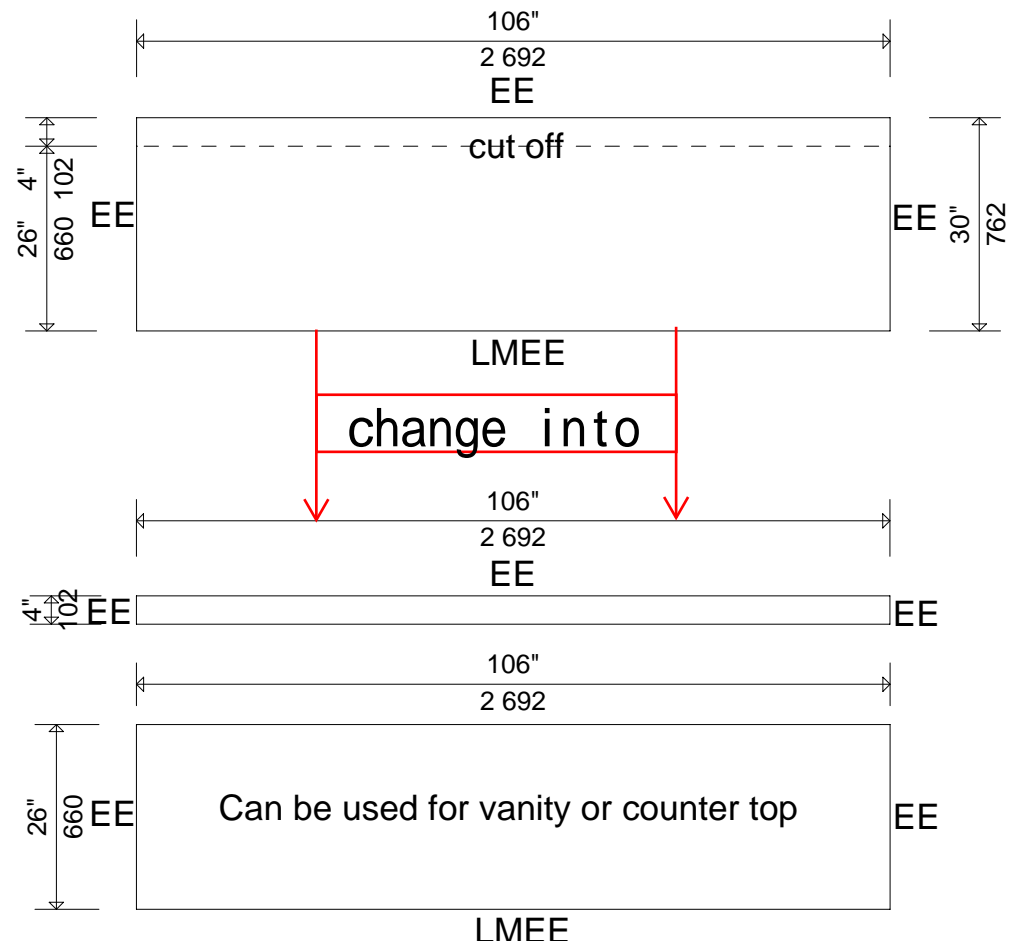 106"
2 692
EE
cut off
4"
102
26"
660
EE
EE
30"
762
LMEE
change into
106"
2 692
EE
4"
102
EE
EE
106"
2 692
26"
660
EE
Can be used for vanity or counter top
EE
LMEE